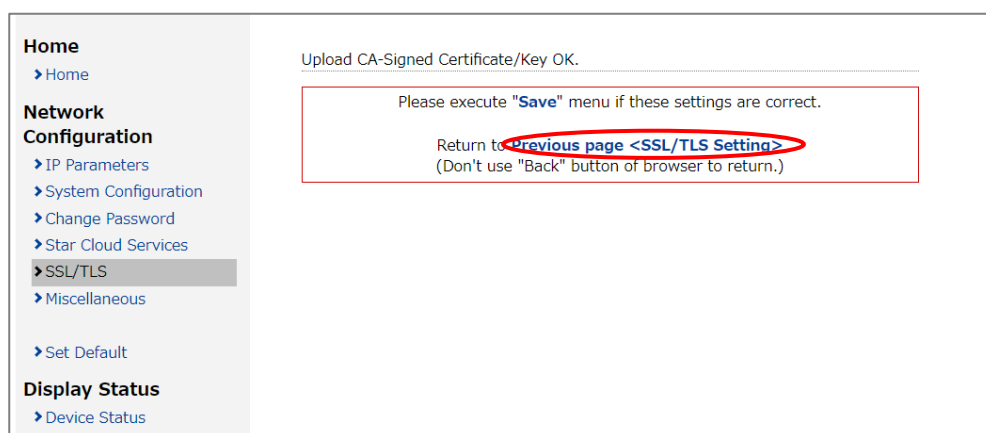 Home
Home
Network
Configuration
IP Parameters
System Configuration
Change Password
Star Cloud Services
SSL/TLS
Miscellaneous
Set Default
Display Status
Device Status
Upload CA-Signed Certificate/Key OK.
Please execute "Save" menu if these settings are correct.
Return to Previous page <SSL/TLS Setting>
(Don't use "Back" button of browser to return.)